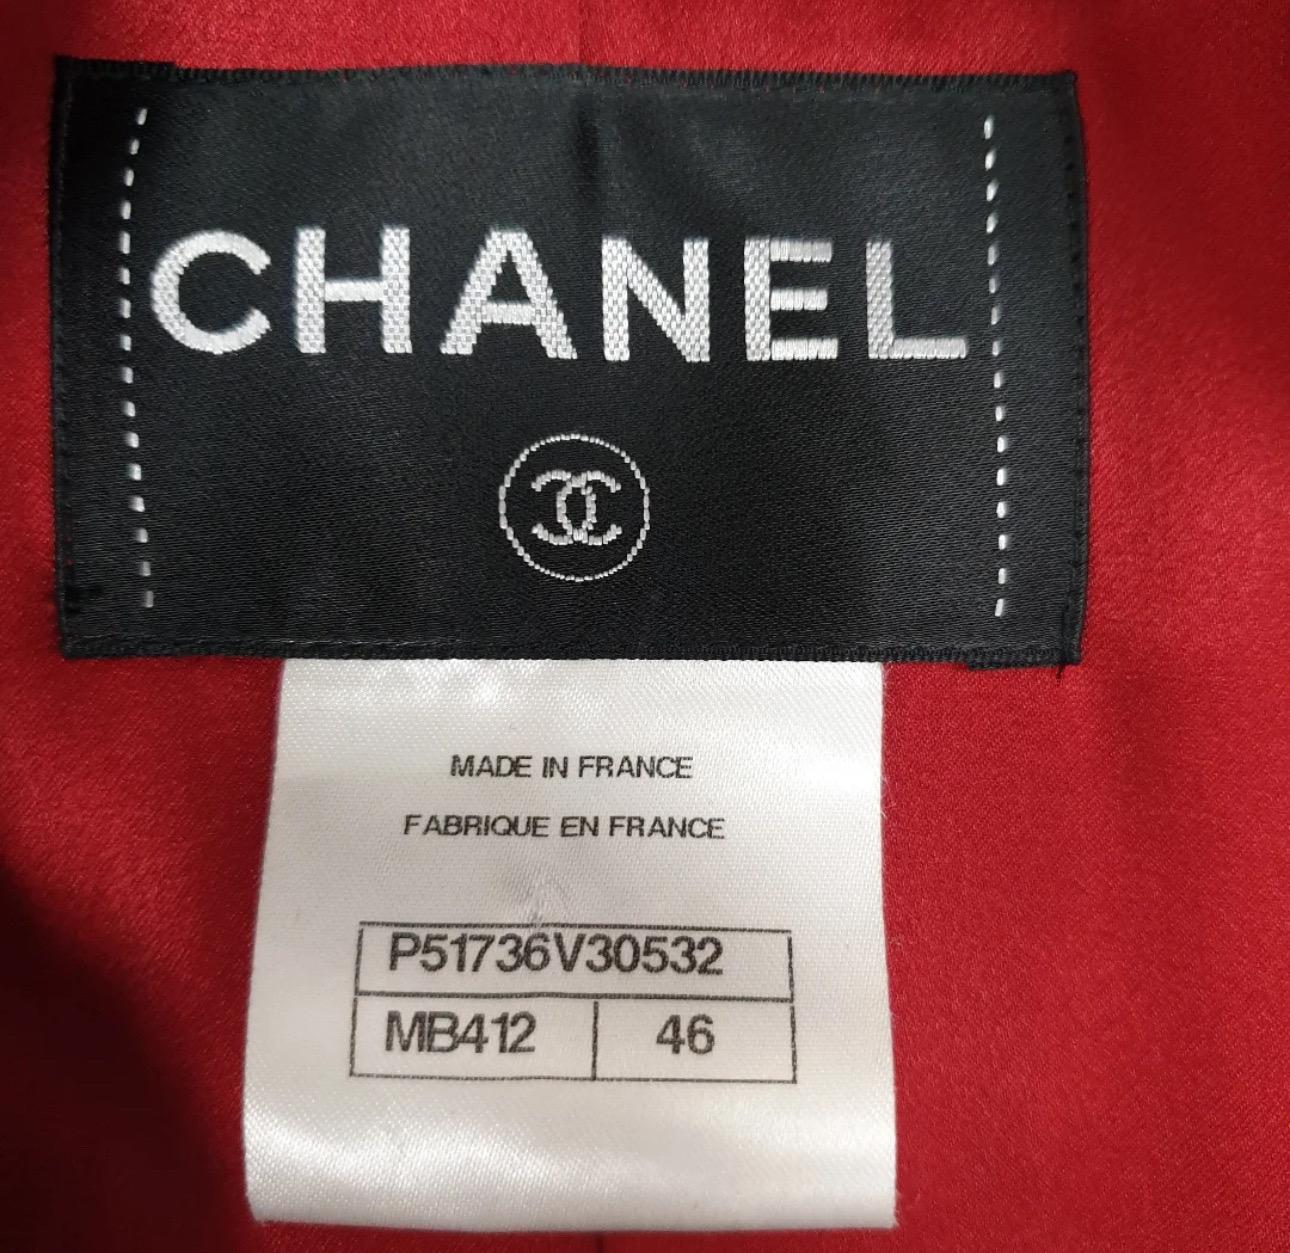 CHANEL
MADE IN FRANCE
FABRIQUE EN FRANCE
P51736V30532
MB412 46